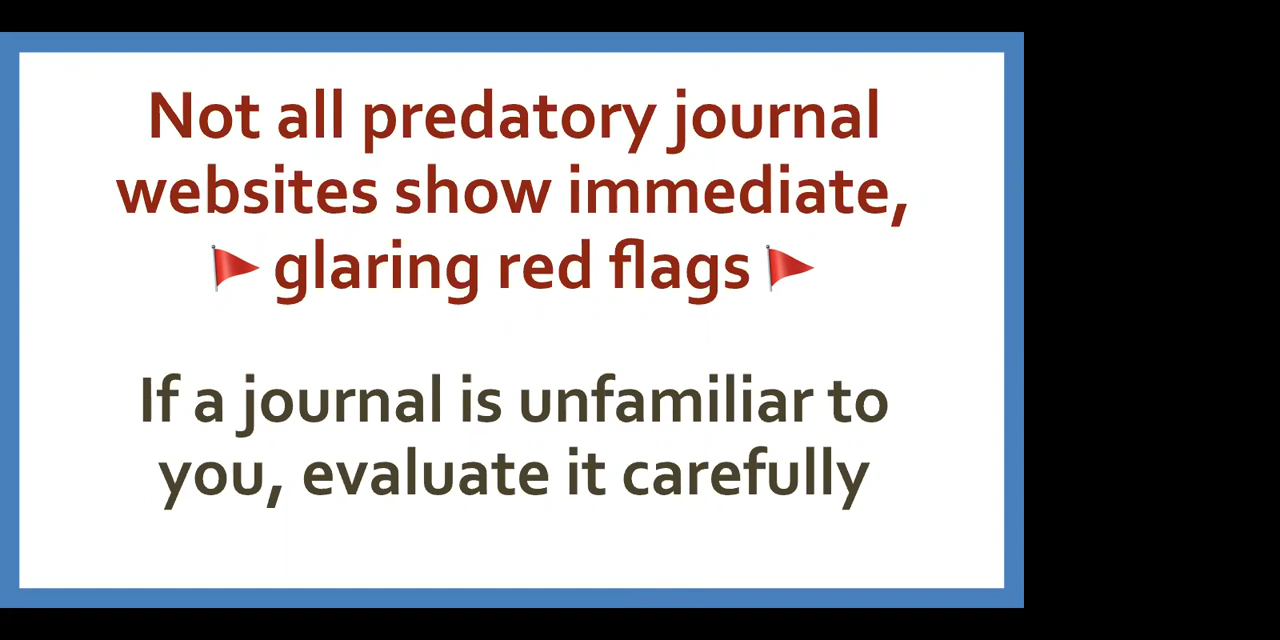 Not all predatory journal
websites show immediate,
🚩 glaring red flags 🚩
If a journal is unfamiliar to
you, evaluate it carefully